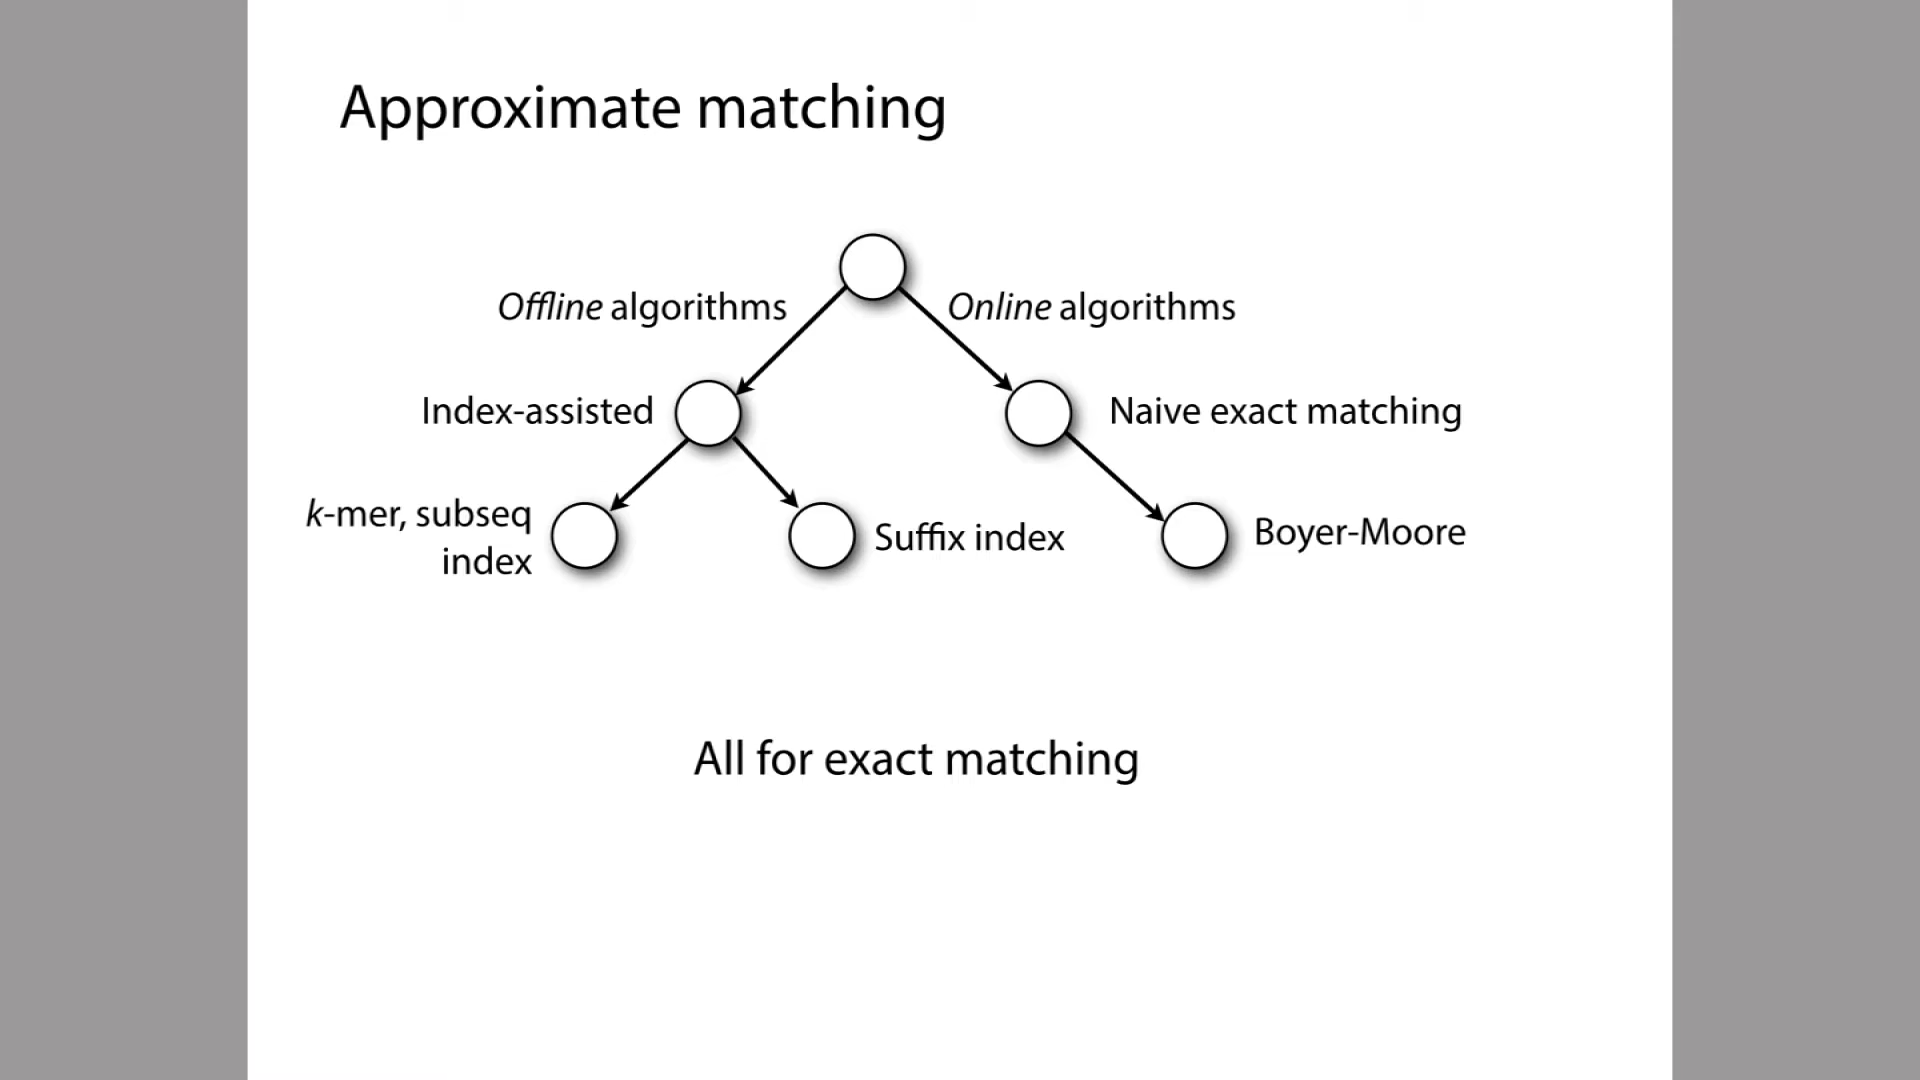 Approximate matching
Offline algorithms
Online algorithms
Index-assisted
Naive exact matching
k-mer, subseq
index
Suffix index
Boyer-Moore
All for exact matching